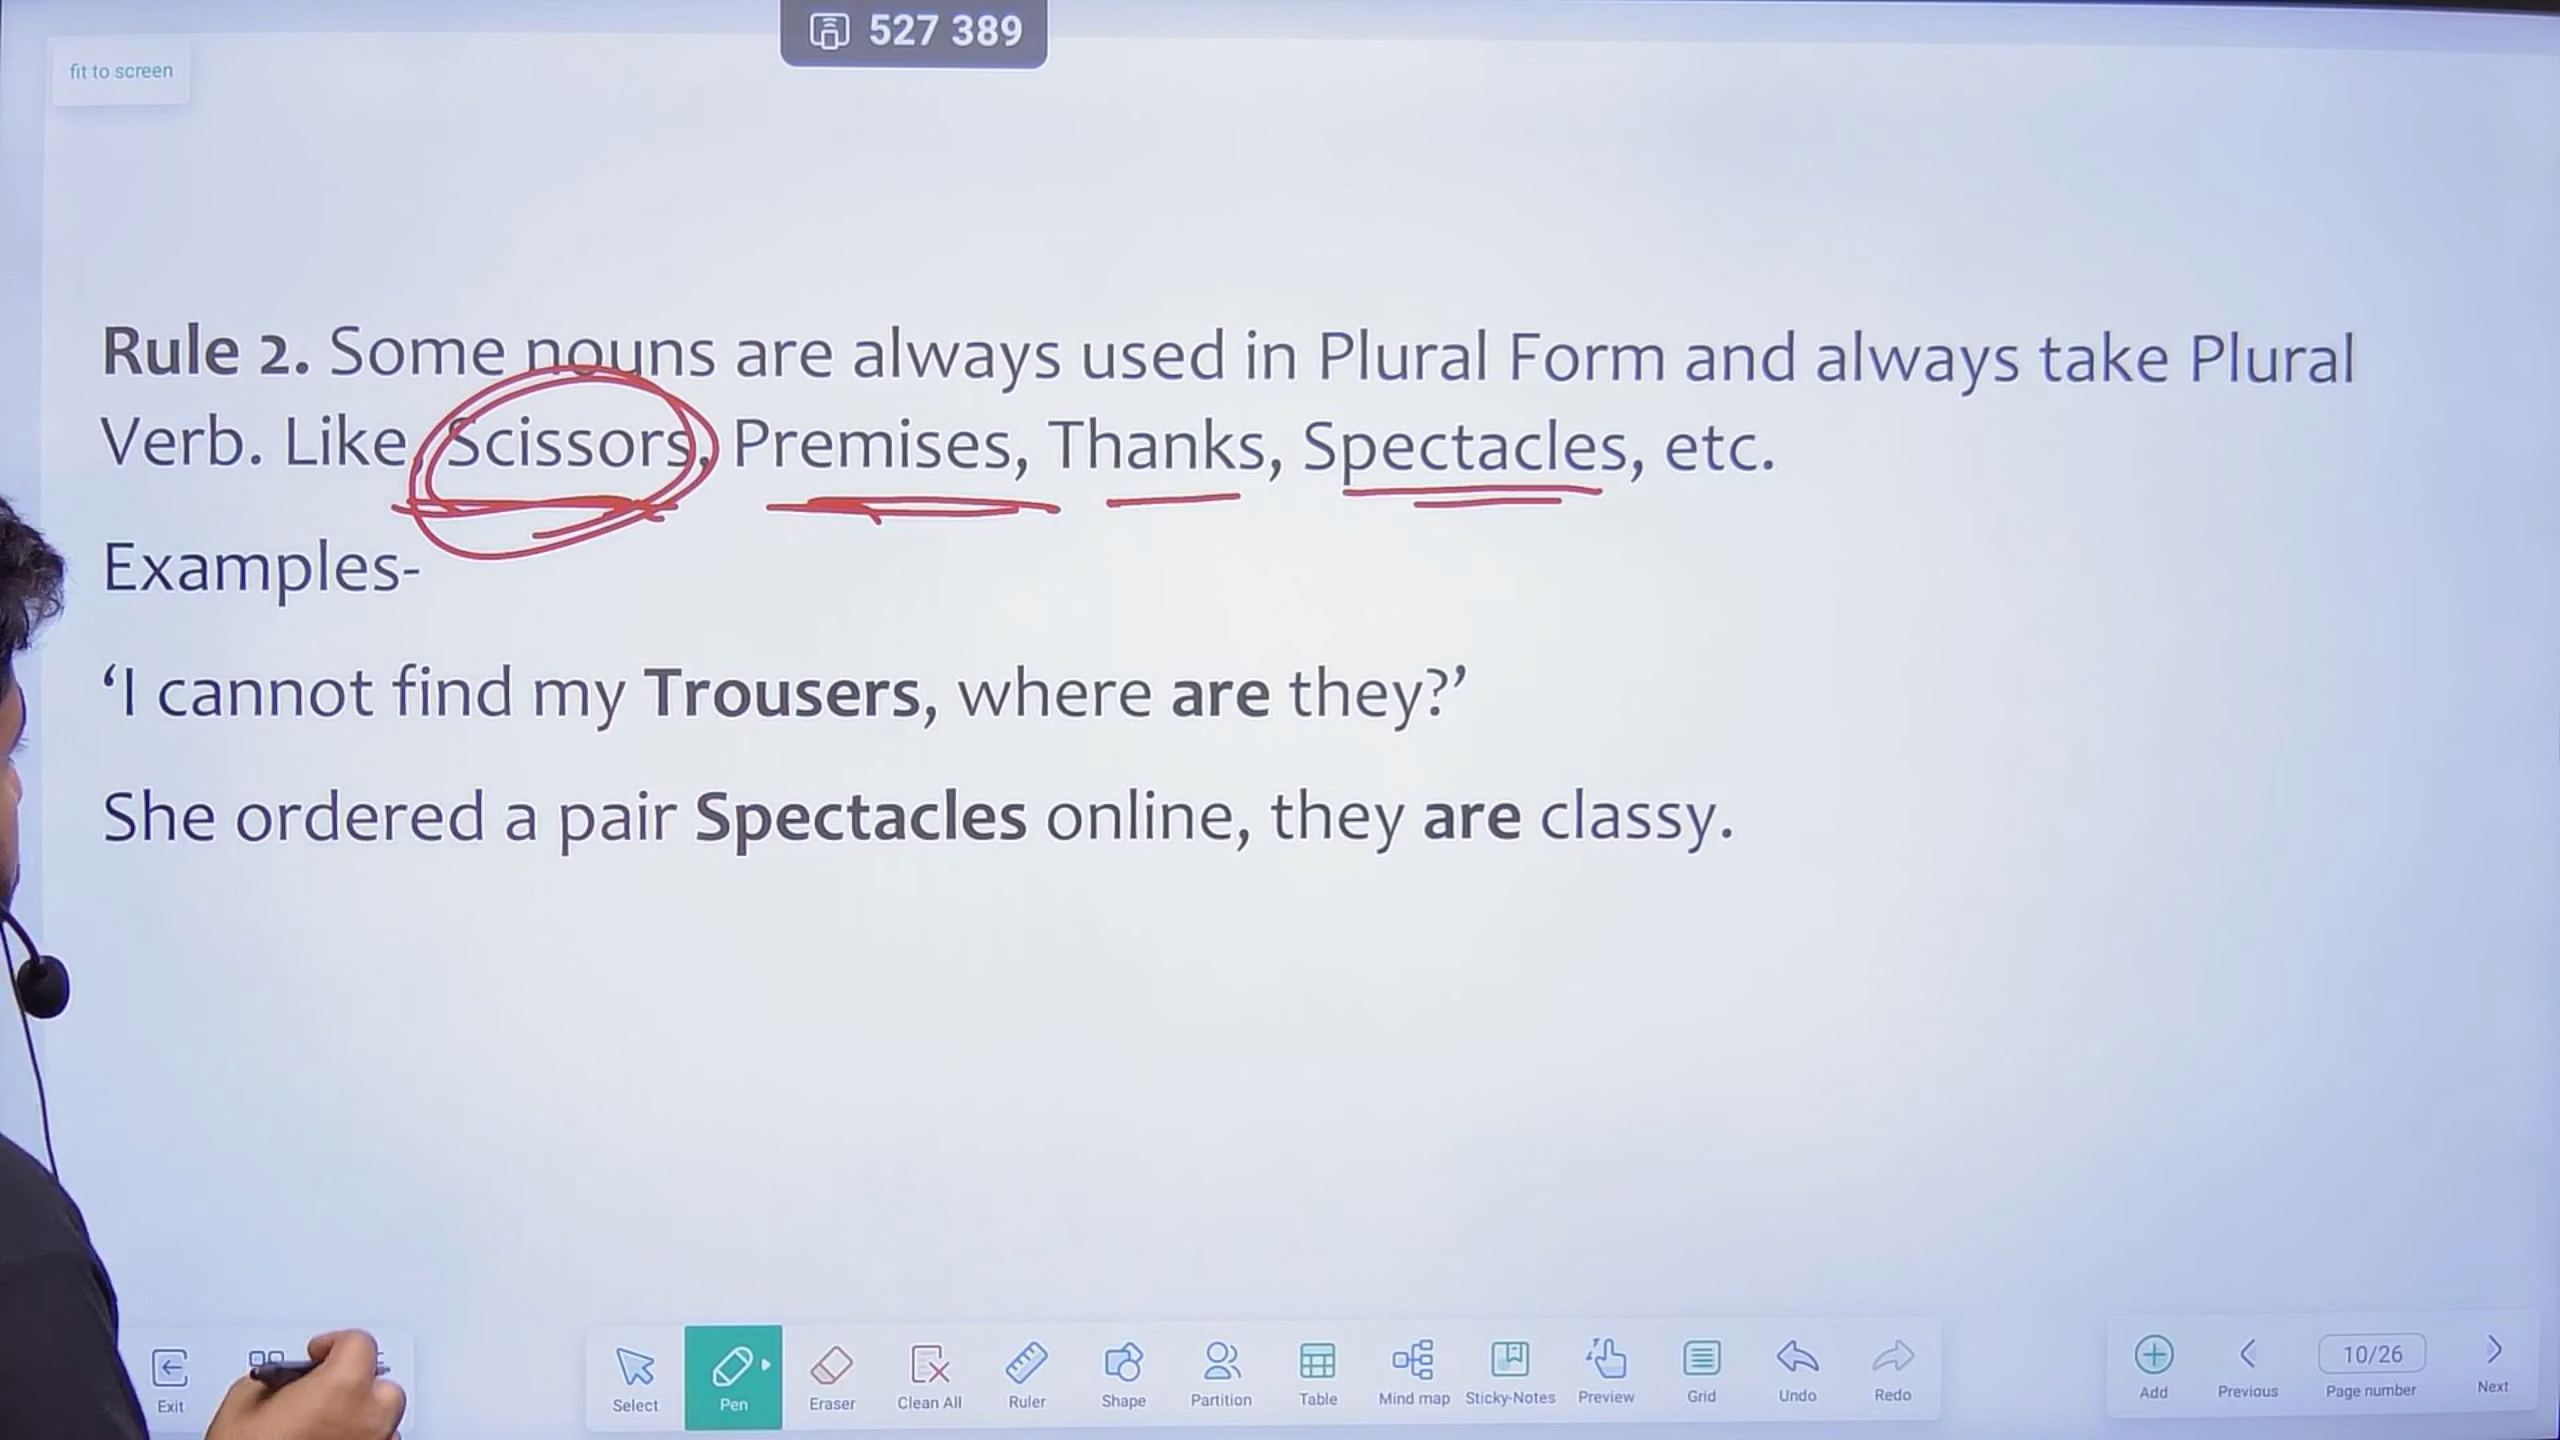 527 389
fit to screen
Rule 2. Some nouns are always used in Plural Form and always take Plural
Verb. Like, Scissors, Premises, Thanks, Spectacles, etc.
Examples-
‘I cannot find my Trousers, where are they?’
She ordered a pair Spectacles online, they are classy.
Exit
Select
Pen
Eraser
Clean All
Ruler
Shape
Partition
Table
Mind map
Sticky-Notes
Preview
Grid
Undo
Redo
Add
Previous
10/26
Page number
Next